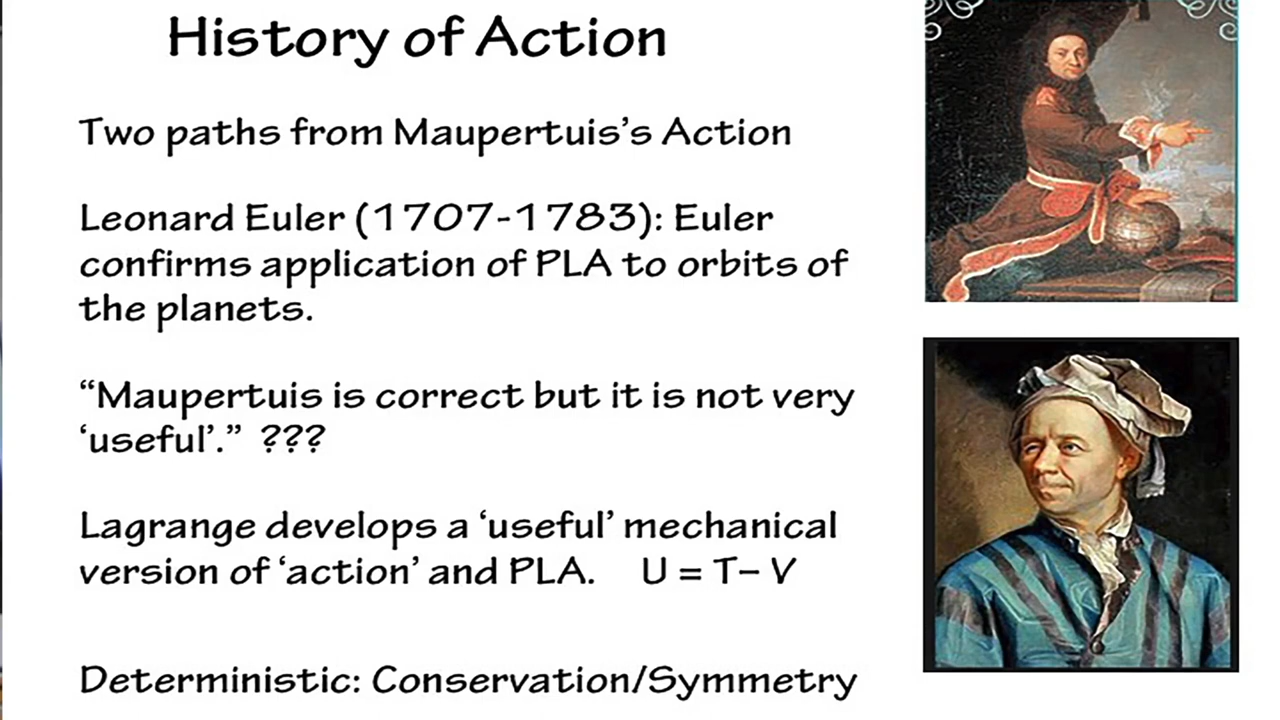 History of Action
Two paths from Maupertuis’s Action
Leonard Euler (1707-1783): Euler
confirms application of PLA to orbits of
the planets.
“Maupertuis is correct but it is not very
‘useful’.” ???
Lagrange develops a ‘useful’ mechanical
version of ‘action’ and PLA. U = T– V
Deterministic: Conservation/Symmetry